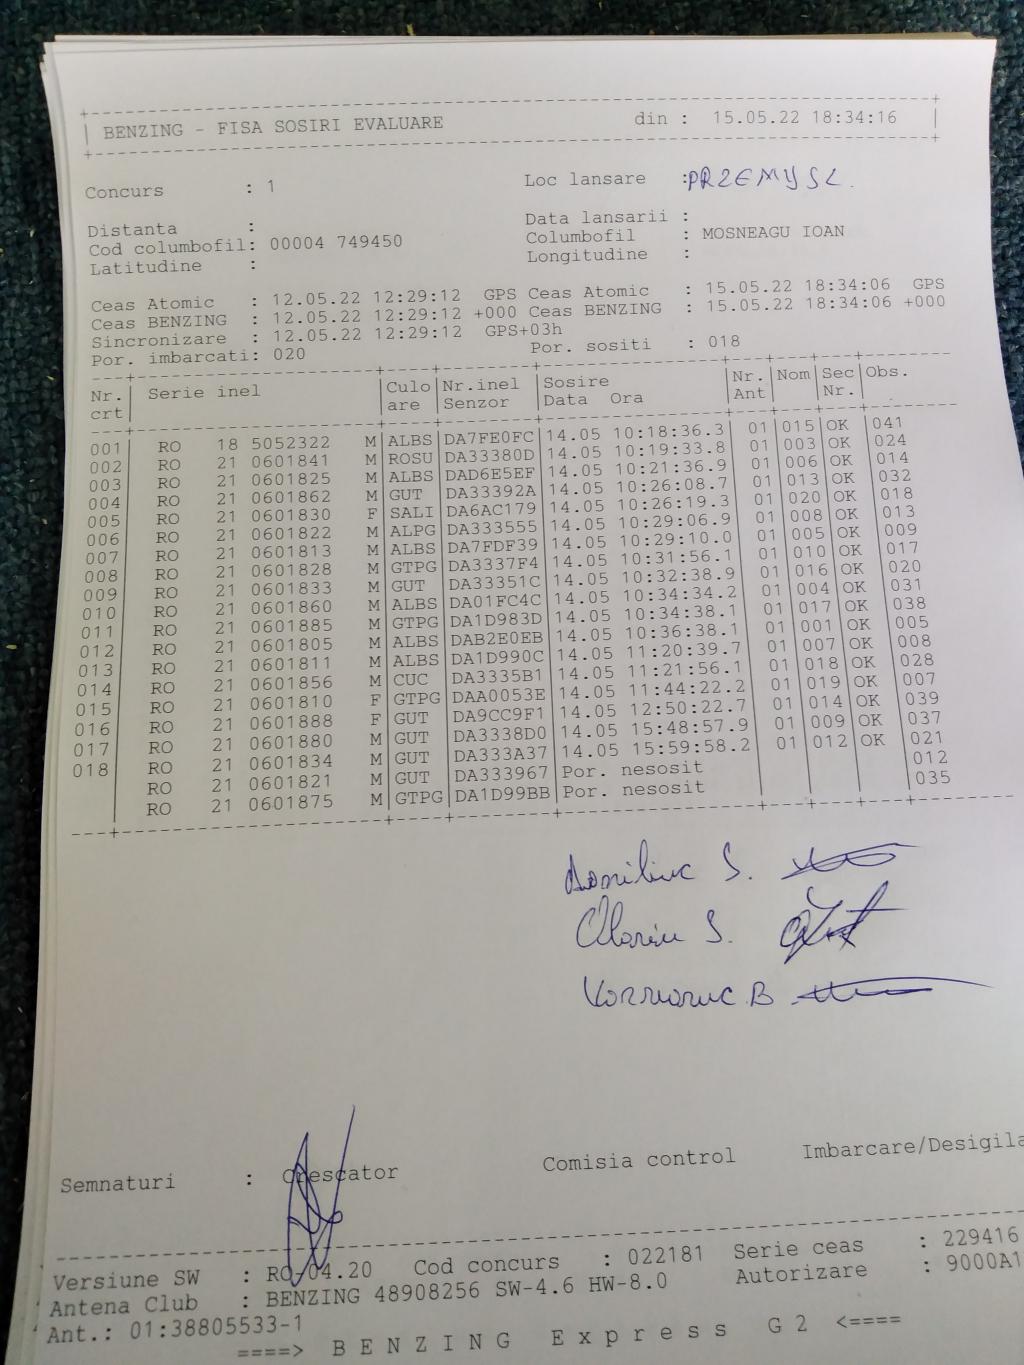 BENZING - FISA SOSIRI EVALUARE din : 15.05.22 18:34:16
Concurs : 1 Loc lansare : PRZEMYSL
Distanta : Data lansarii :
Cod columbofil: 00004 749450 Columbofil : MOSNEAGU IOAN
Latitudine : Longitudine :
Ceas Atomic : 12.05.22 12:29:12 GPS Ceas Atomic : 15.05.22 18:34:06 GPS
Ceas BENZING : 12.05.22 12:29:12 +000 Ceas BENZING : 15.05.22 18:34:06 +000
Sincronizare : 12.05.22 12:29:12 GPS+03h
Por. imbarcati: 020 Por. sositi : 018
Nr. Serie inel Culo Nr.inel Sosire Nr. Nom Sec Obs.
crt are Senzor Data Ora Ant Nr.
001 RO 18 5052322 M ALBS DA7FE0FC 14.05 10:18:36.3 01 015 OK 041
002 RO 21 0601841 M ROSU DA33380D 14.05 10:19:33.8 01 003 OK 024
003 RO 21 0601825 M ALBS DAD6E5EF 14.05 10:21:36.9 01 006 OK 014
004 RO 21 0601862 M GUT DA33392A 14.05 10:26:08.7 01 013 OK 032
005 RO 21 0601830 F SALI DA6AC179 14.05 10:26:19.3 01 020 OK 018
006 RO 21 0601822 M ALPG DA333555 14.05 10:29:06.9 01 008 OK 013
007 RO 21 0601813 M ALBS DA7FDF39 14.05 10:29:10.0 01 005 OK 009
008 RO 21 0601828 M GTPG DA3337F4 14.05 10:31:56.1 01 010 OK 017
009 RO 21 0601833 M GUT DA33351C 14.05 10:32:38.9 01 016 OK 020
010 RO 21 0601860 M ALBS DA01FC4C 14.05 10:34:34.2 01 004 OK 031
011 RO 21 0601885 M GTPG DA1D983D 14.05 10:34:38.1 01 017 OK 038
012 RO 21 0601805 M ALBS DAB2E0EB 14.05 10:36:38.1 01 001 OK 005
013 RO 21 0601811 M ALBS DA1D990C 14.05 11:20:39.7 01 007 OK 008
014 RO 21 0601856 M CUC DA3335B1 14.05 11:21:56.1 01 018 OK 028
015 RO 21 0601810 F GTPG DAA0053E 14.05 11:44:22.2 01 019 OK 007
016 RO 21 0601888 F GUT DA9CC9F1 14.05 12:50:22.7 01 014 OK 039
017 RO 21 0601880 M GUT DA3338D0 14.05 15:48:57.9 01 009 OK 037
018 RO 21 0601834 M GUT DA333A37 14.05 15:59:58.2 01 012 OK 021
RO 21 0601821 M GUT DA333967 Por. nesosit 012
RO 21 0601875 M GTPG DA1D99BB Por. nesosit 035
S.
S.
B
Semnaturi : Crescator Comisia control Imbarcare/Desigila
Versiune SW : RO-04.20 Cod concurs : 022181 Serie ceas : 229416
Antena Club : BENZING 48908256 SW-4.6 HW-8.0 Autorizare : 9000A1
Ant.: 01:38805533-1
====> BENZING Express G2 <====